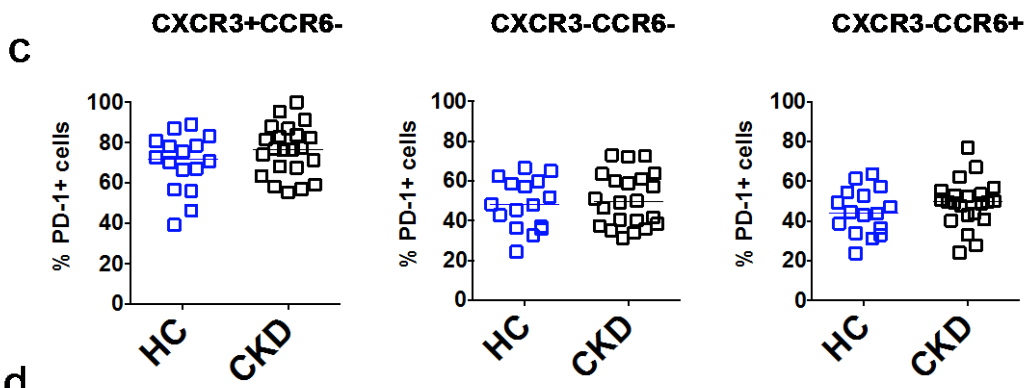 c
CXCR3+CCR6-
CXCR3-CCR6-
CXCR3-CCR6+
% PD-1+ cells
100
80
60
40
20
0
HC
CKD
% PD-1+ cells
100
80
60
40
20
0
HC
CKD
% PD-1+ cells
100
80
60
40
20
0
HC
CKD
d